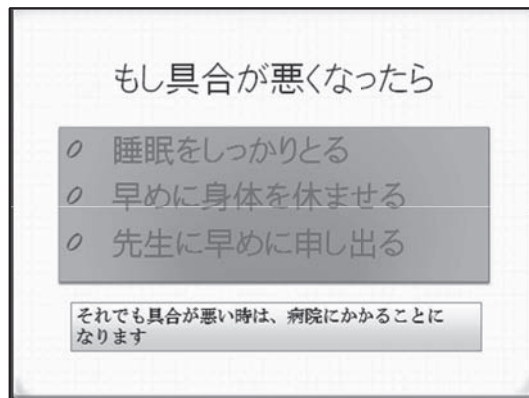 もし具合が悪くなったら
0 睡眠をしっかりとる
0 早めに身体を休ませる
0 先生に早めに申し出る
それでも具合が悪い時は、病院にかかることに
なります